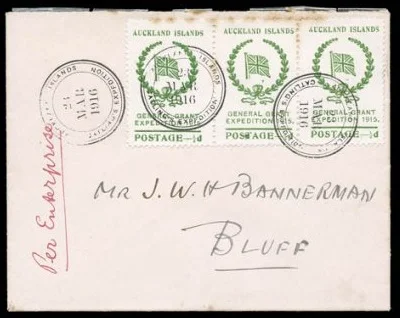 AUCKLAND ISLANDS
GENERAL GRANT
EXPEDITION 1915.
POSTAGE—½d
AUCKLAND ISLANDS
GENERAL GRANT
EXPEDITION 1915.
POSTAGE—½d
AUCKLAND ISLANDS
GENERAL GRANT
EXPEDITION 1915.
POSTAGE—½d
MAR
1916
MAR
1916
CATLING'S
MAR
1916
Per Enterprise
Mr J. W. H BANNERMAN
BLUFF